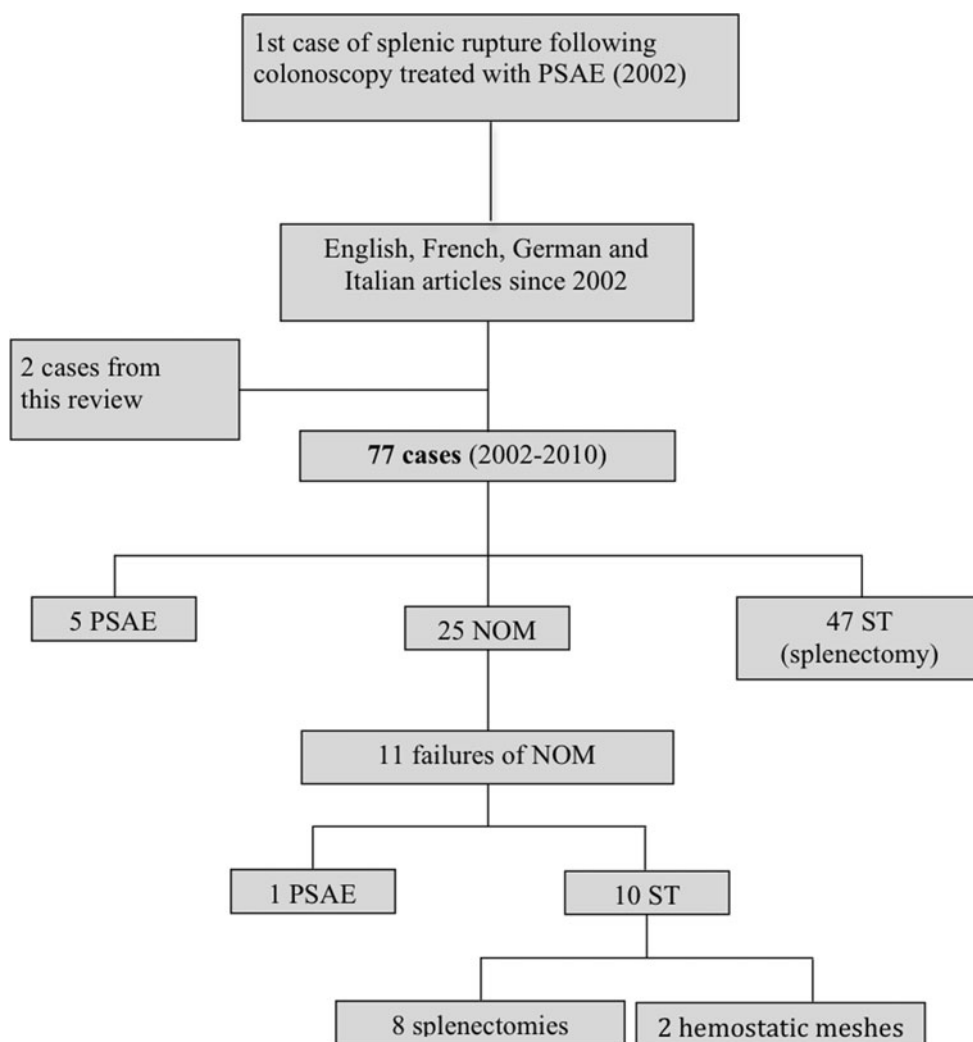 1st case of splenic rupture following
colonoscopy treated with PSAE (2002)
English, French, German and
Italian articles since 2002
2 cases from
this review
77 cases (2002-2010)
5 PSAE
25 NOM
47 ST
(splenectomy)
11 failures of NOM
1 PSAE
10 ST
8 splenectomies
2 hemostatic meshes